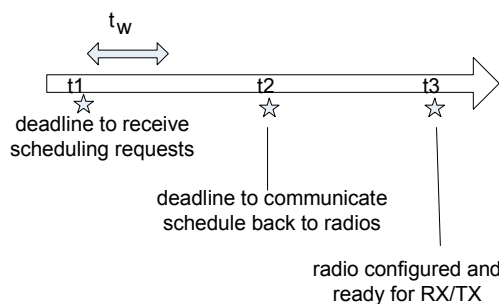 tw
t1 t2 t3
deadline to receive
scheduling requests
deadline to communicate
schedule back to radios
radio configured and
ready for RX/TX